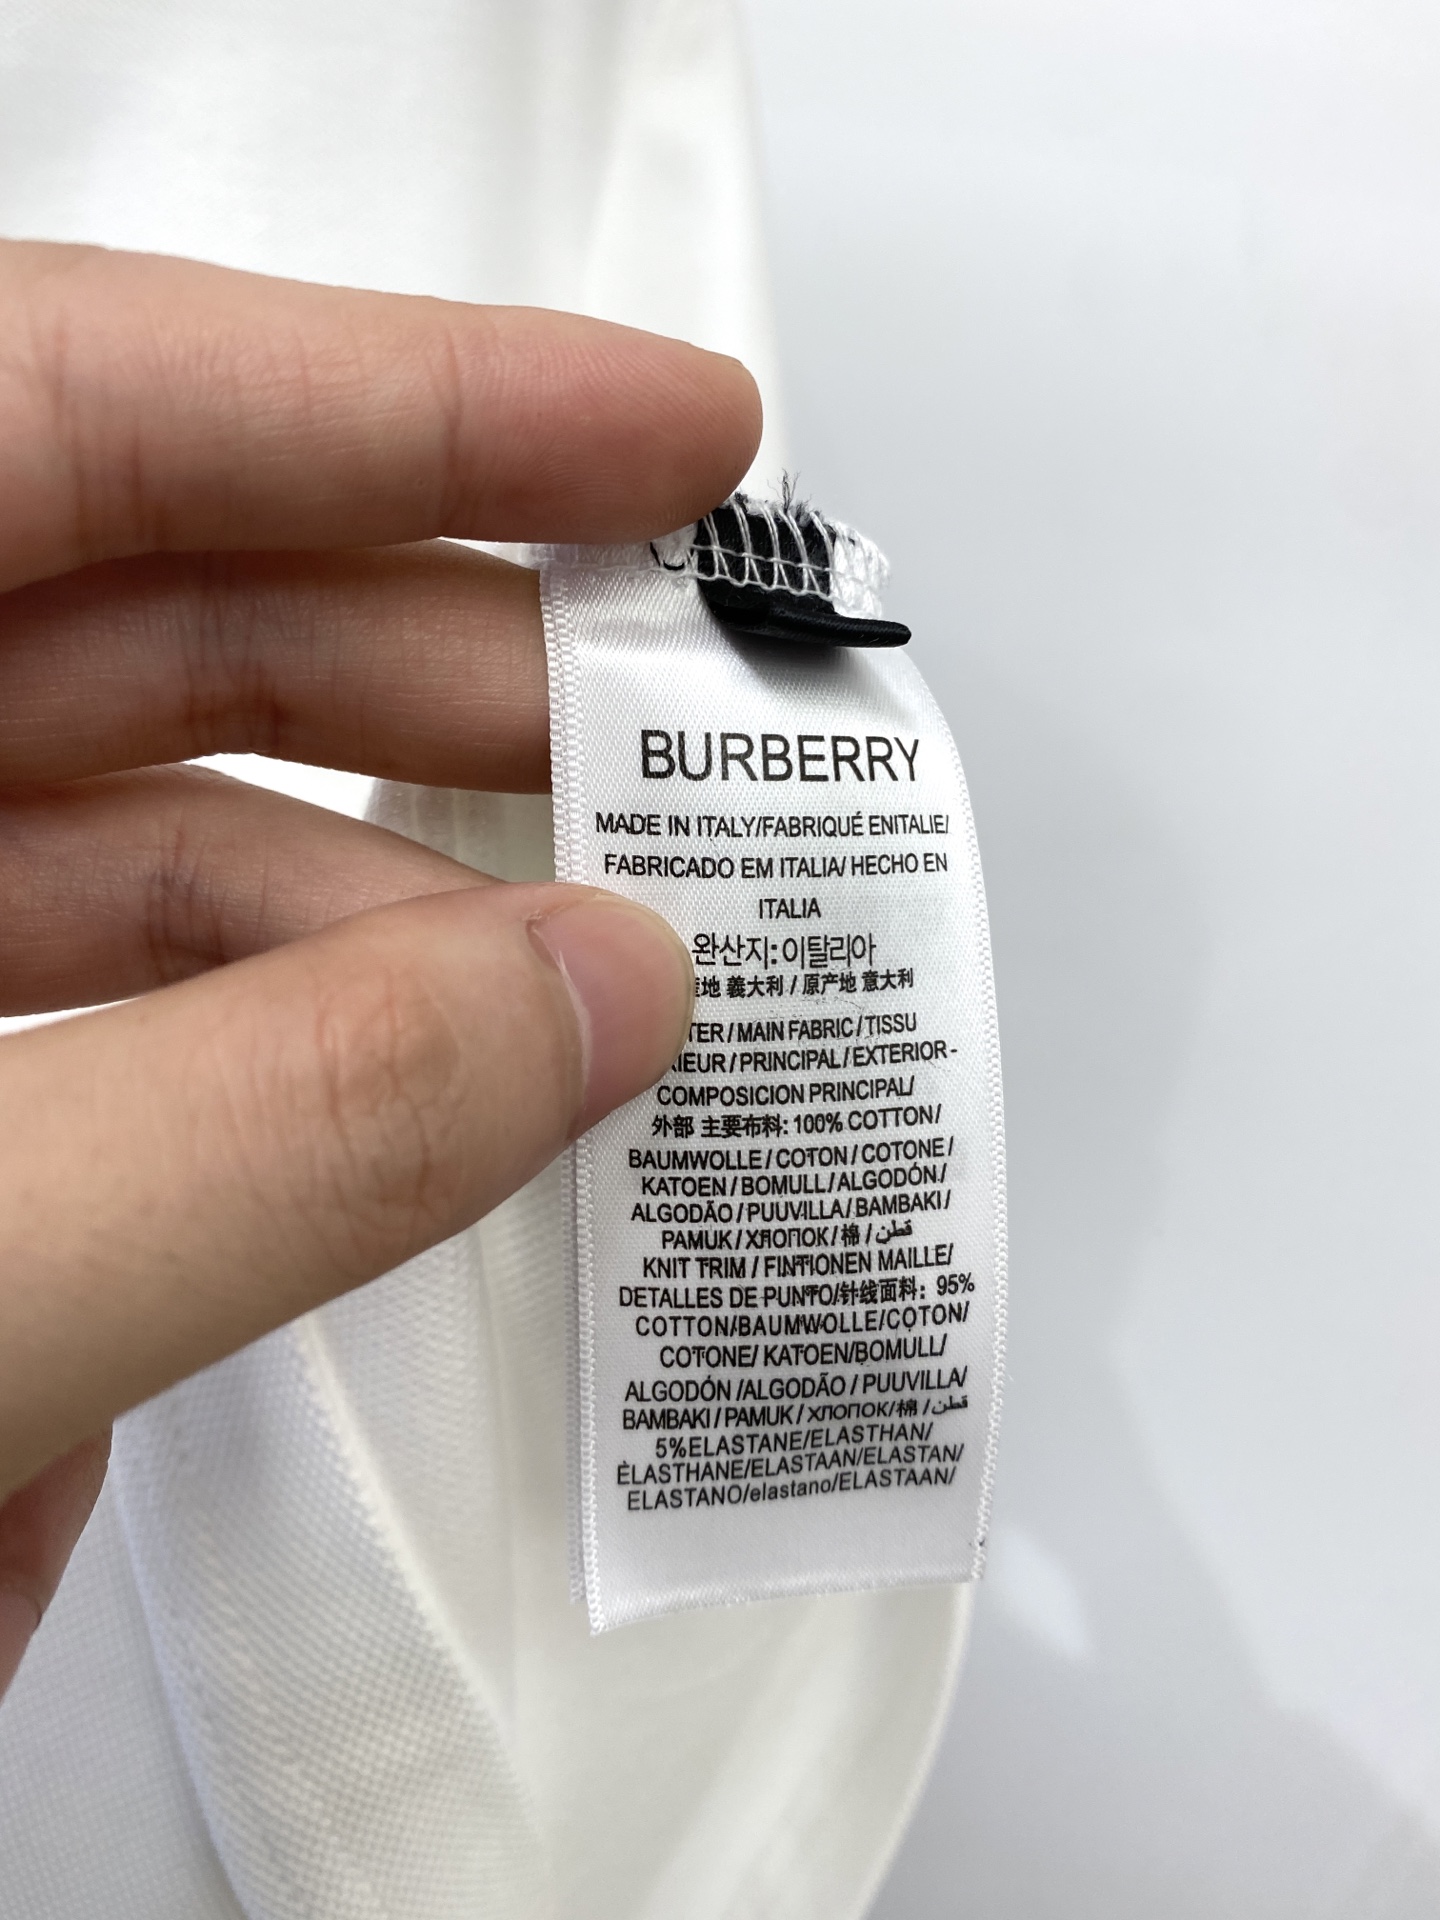 BURBERRY
MADE IN ITALY/FABRIQUÉ ENITALIE/
FABRICADO EM ITALIA/ HECHO EN
ITALIA
완산지:이탈리아
地 義大利 / 原产地 意大利
TER / MAIN FABRIC / TISSU
IEUR / PRINCIPAL / EXTERIOR -
COMPOSICION PRINCIPAL/
外部 主要布料: 100% COTTON /
BAUMWOLLE / COTON / COTONE /
KATOEN / BOMULL / ALGODÓN /
ALGODÃO / PUUVILLA / BAMBAKI /
PAMUK / ХЛОПОК / 棉 / قطن
KNIT TRIM / FINTIONEN MAILLE/
DETALLES DE PUNTO/针线面料: 95%
COTTON/BAUMWOLLE/COTON/
COTONE/ KATOEN/BOMULL/
ALGODÓN /ALGODÃO / PUUVILLA/
BAMBAKI / PAMUK / ХЛОПОК/棉 / قطن
5%ELASTANE/ELASTHAN/
ÈLASTHANE/ELASTAAN/ELASTAN/
ELASTANO/elastano/ELASTAAN/